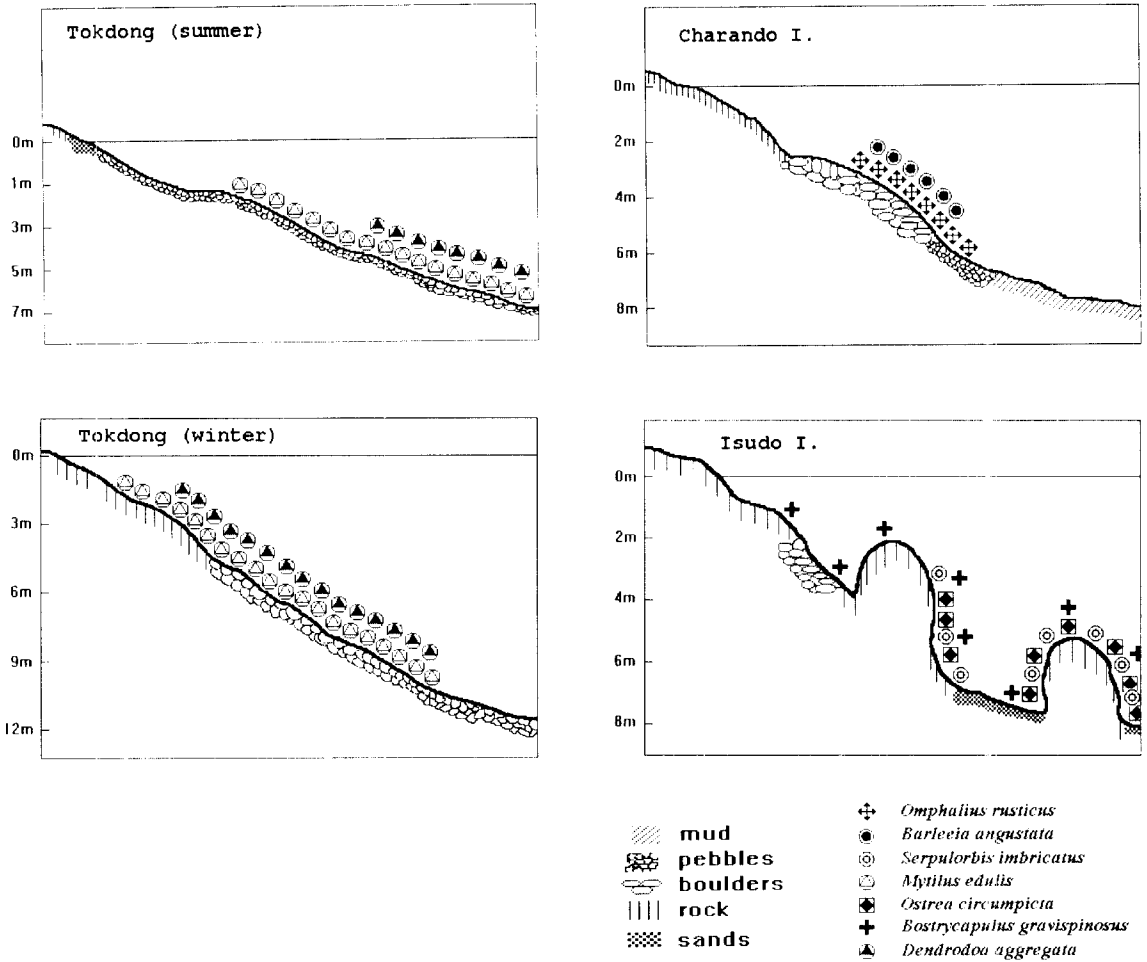 Tokdong (summer)
0m
1m
3m
5m
7m
Charando I.
0m
2m
4m
6m
8m
Tokdong (winter)
0m
3m
6m
9m
12m
Isudo I.
0m
2m
4m
6m
8m
mud
pebbles
boulders
rock
sands
Omphalius rusticus
Barleeia angustata
Serpulorbis imbricatus
Mytilus edulis
Ostrea circumpicta
Bostrycapulus gravispinosus
Dendrodoa aggregata